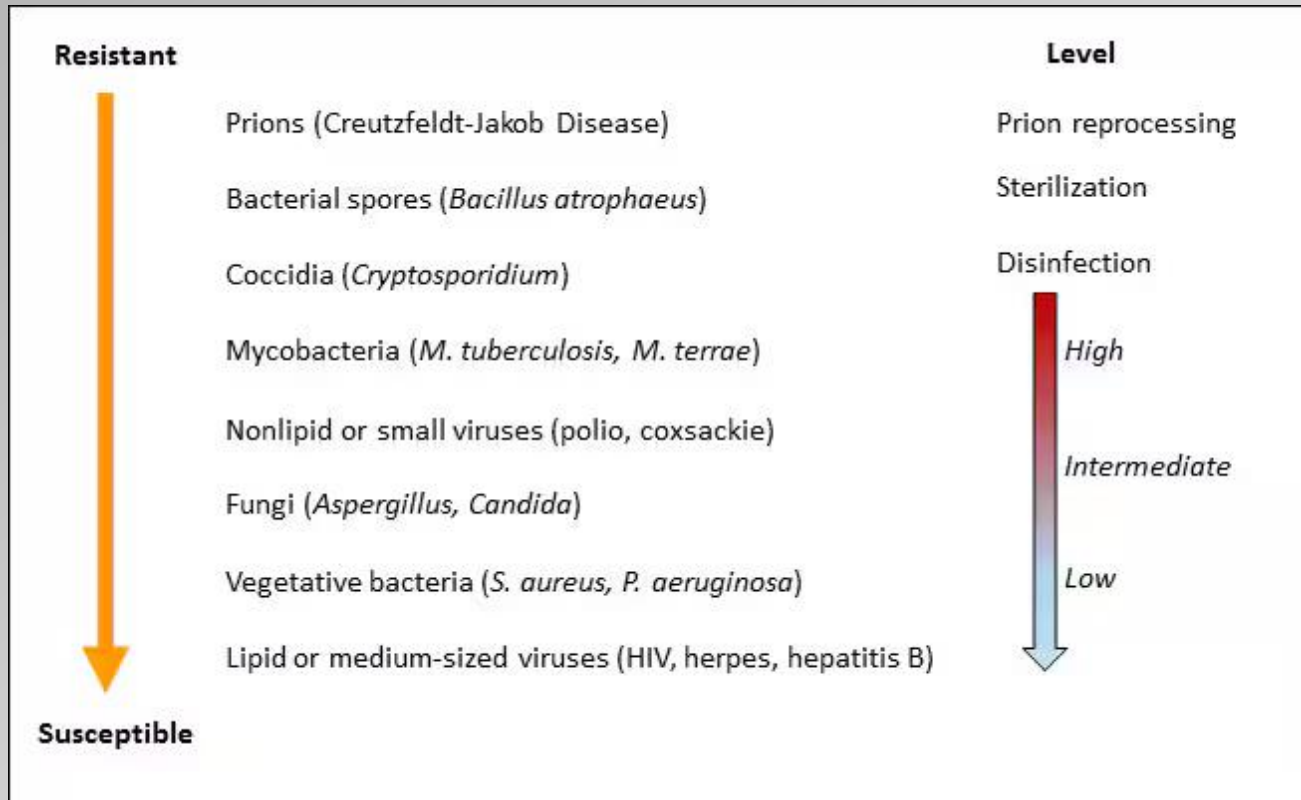 Resistant
Level
Prions (Creutzfeldt-Jakob Disease)
Prion reprocessing
Bacterial spores (Bacillus atrophaeus)
Sterilization
Coccidia (Cryptosporidium)
Disinfection
Mycobacteria (M. tuberculosis, M. terrae)
High
Nonlipid or small viruses (polio, coxsackie)
Intermediate
Fungi (Aspergillus, Candida)
Vegetative bacteria (S. aureus, P. aeruginosa)
Low
Lipid or medium-sized viruses (HIV, herpes, hepatitis B)
Susceptible